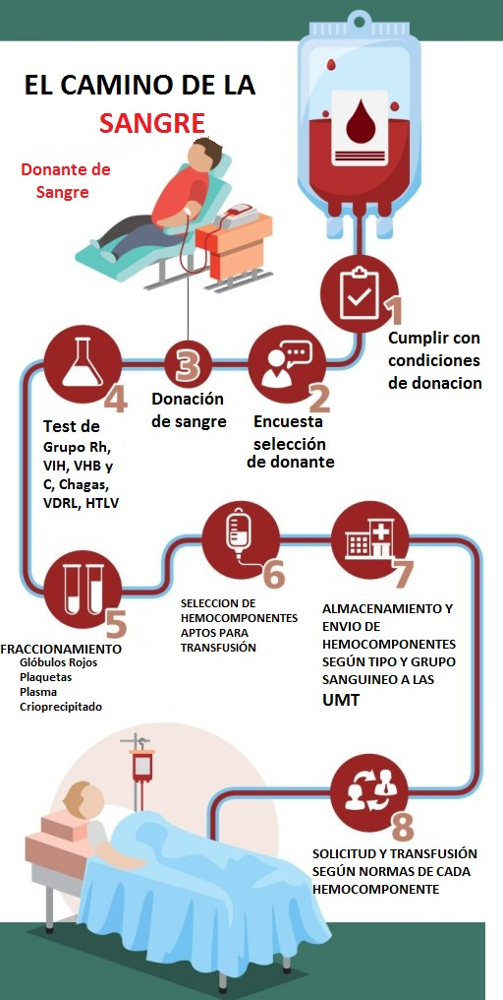 EL CAMINO DE LA
SANGRE
Donante de
Sangre
1
Cumplir con
condiciones
de donacion
2
Encuesta
selección
de donante
3
Donación
de sangre
4
Test de
Grupo Rh,
VIH, VHB y
C, Chagas,
VDRL, HTLV
5
FRACCIONAMIENTO
Glóbulos Rojos
Plaquetas
Plasma
Crioprecipitado
6
SELECCION DE
HEMOCOMPONENTES
APTOS PARA
TRANSFUSIÓN
7
ALMACENAMIENTO Y
ENVIO DE
HEMOCOMPONENTES
SEGÚN TIPO Y GRUPO
SANGUINEO A LAS
UMT
8
SOLICITUD Y TRANSFUSIÓN
SEGÚN NORMAS DE CADA
HEMOCOMPONENTE